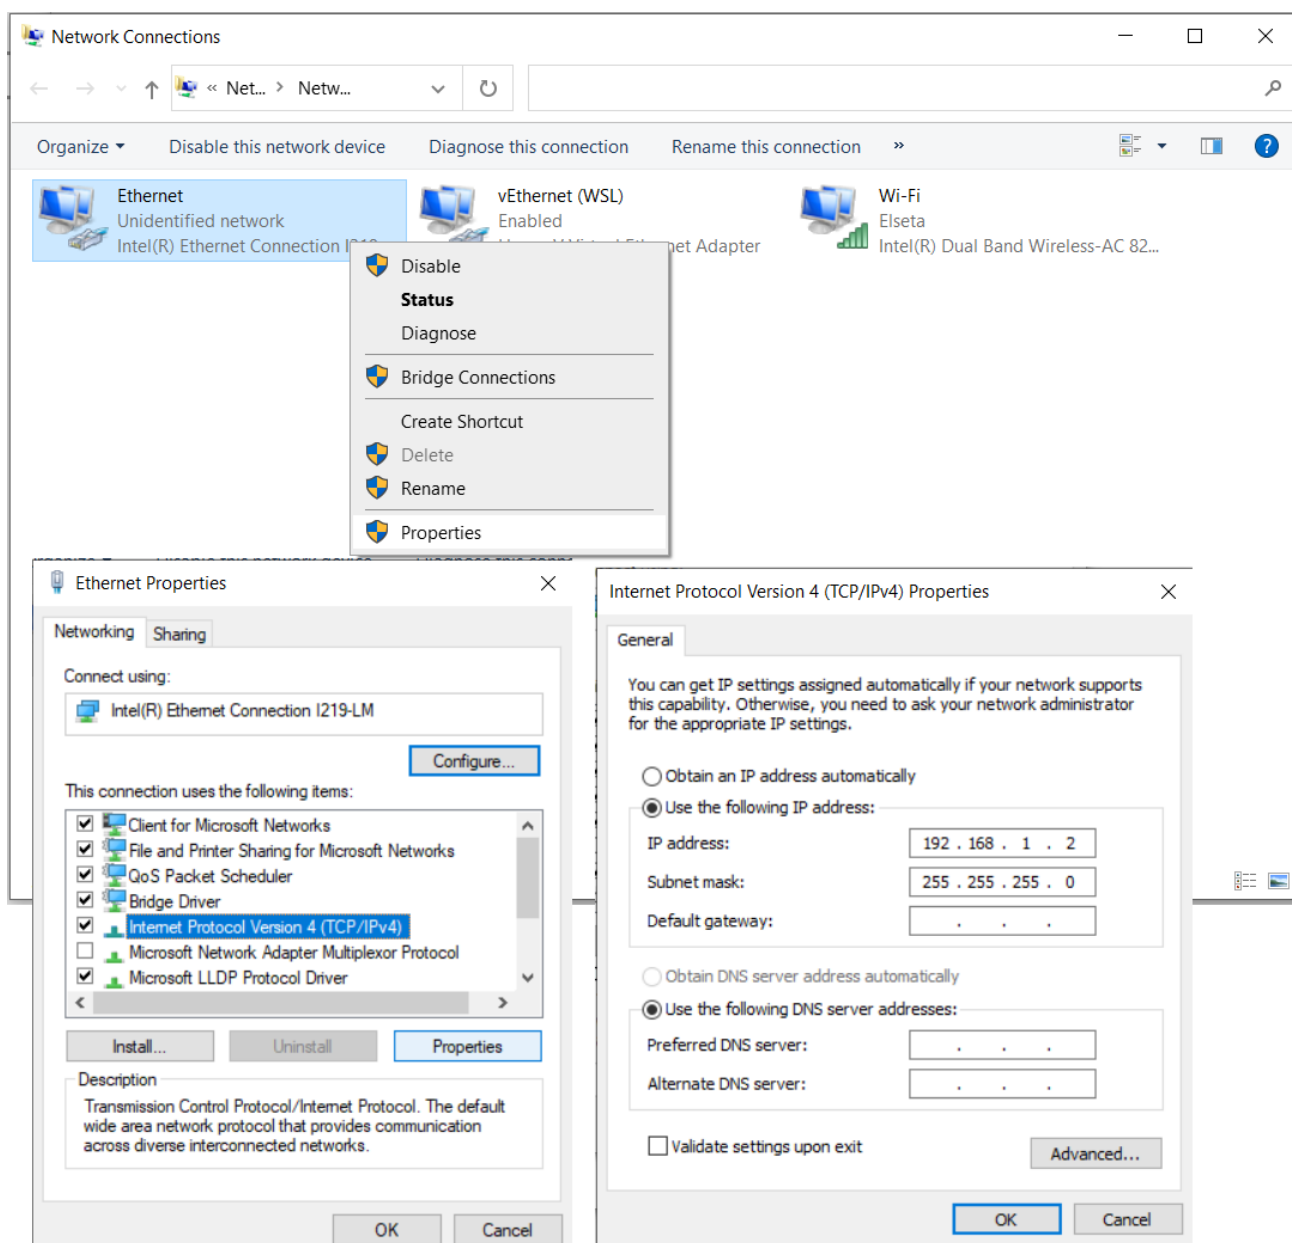 Network Connections
« Net... > Netw...
Organize Disable this network device Diagnose this connection Rename this connection »
Ethernet
Unidentified network
Intel(R) Ethernet Connection I219
vEthernet (WSL)
Enabled
net Adapter
Wi-Fi
Elseta
Intel(R) Dual Band Wireless-AC 82...
Disable
Status
Diagnose
Bridge Connections
Create Shortcut
Delete
Rename
Properties
Ethernet Properties
Networking Sharing
Connect using:
Intel(R) Ethernet Connection I219-LM
Configure...
This connection uses the following items:
Client for Microsoft Networks
File and Printer Sharing for Microsoft Networks
QoS Packet Scheduler
Bridge Driver
Internet Protocol Version 4 (TCP/IPv4)
Microsoft Network Adapter Multiplexor Protocol
Microsoft LLDP Protocol Driver
Install... Uninstall Properties
Description
Transmission Control Protocol/Internet Protocol. The default
wide area network protocol that provides communication
across diverse interconnected networks.
OK Cancel
Internet Protocol Version 4 (TCP/IPv4) Properties
General
You can get IP settings assigned automatically if your network supports
this capability. Otherwise, you need to ask your network administrator
for the appropriate IP settings.
Obtain an IP address automatically
Use the following IP address:
IP address: 192 . 168 . 1 . 2
Subnet mask: 255 . 255 . 255 . 0
Default gateway: . . .
Obtain DNS server address automatically
Use the following DNS server addresses:
Preferred DNS server: . . .
Alternate DNS server: . . .
Validate settings upon exit
Advanced...
OK Cancel